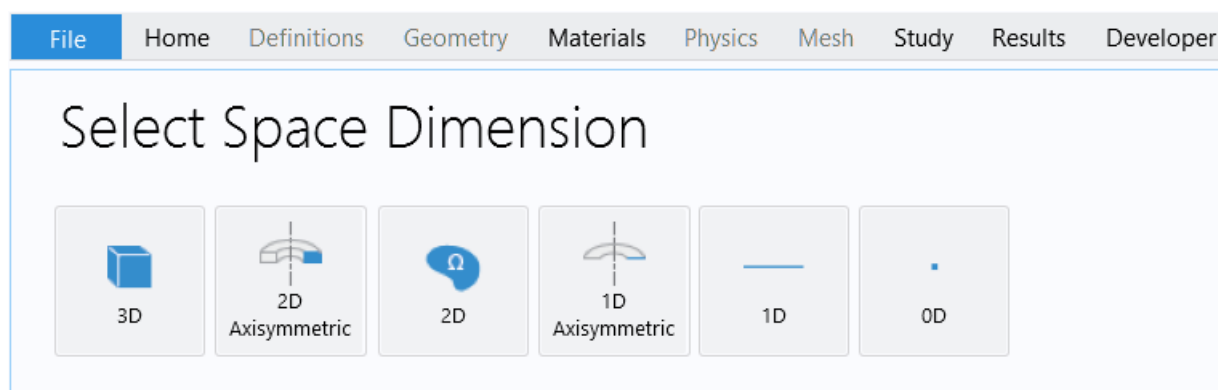 File Home Definitions Geometry Materials Physics Mesh Study Results Developer
Select Space Dimension
3D
2D
Axisymmetric
Ω
2D
1D
Axisymmetric
1D
0D